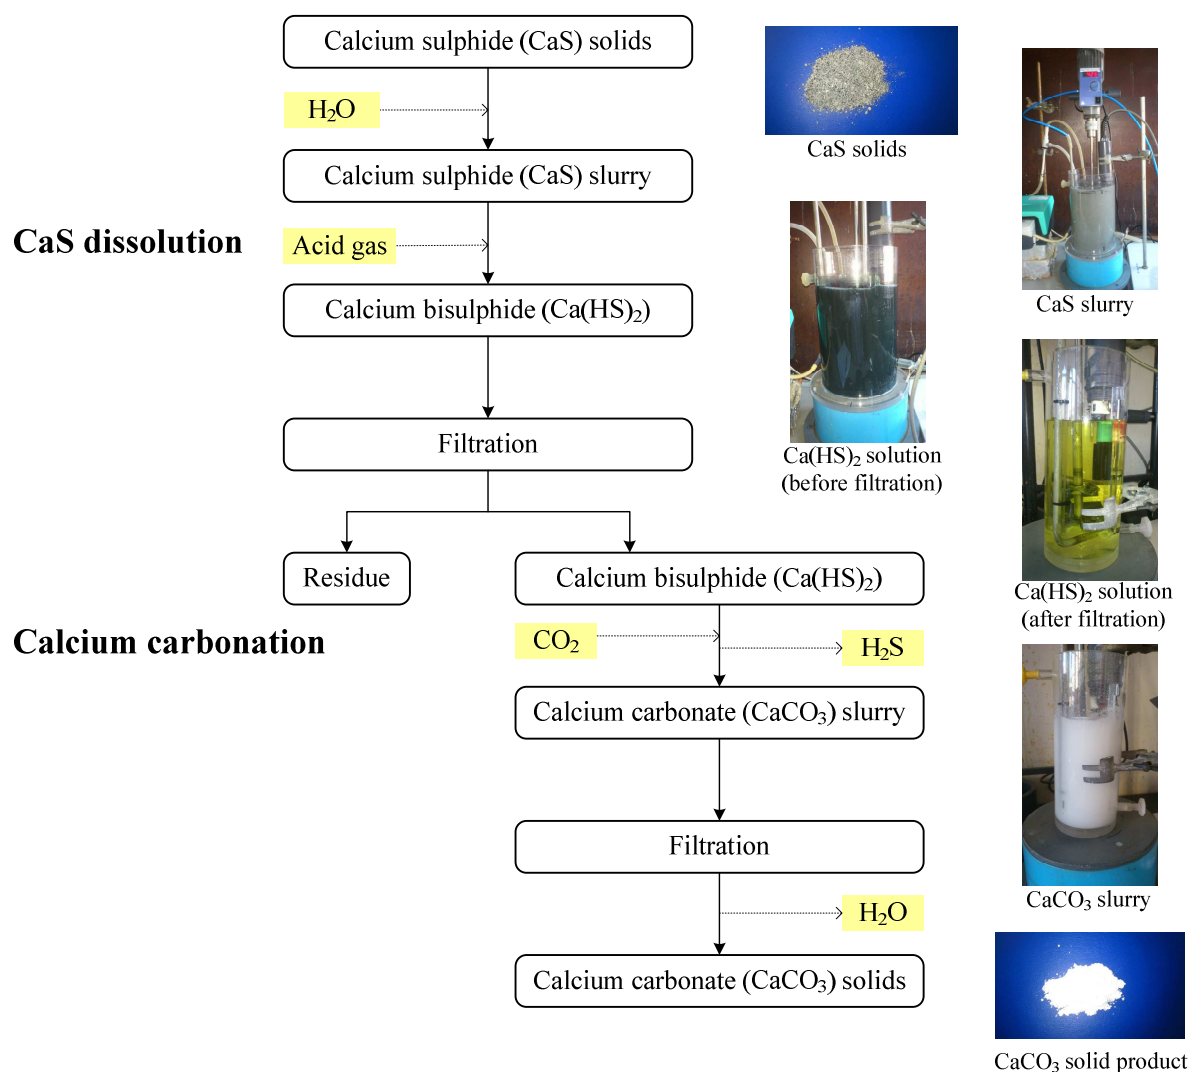 Calcium sulphide (CaS) solids
H₂O
Calcium sulphide (CaS) slurry
CaS dissolution
Acid gas
Calcium bisulphide (Ca(HS)₂)
Filtration
Residue
Calcium bisulphide (Ca(HS)₂)
Calcium carbonation
CO₂
H₂S
Calcium carbonate (CaCO₃) slurry
Filtration
H₂O
Calcium carbonate (CaCO₃) solids
CaS solids
CaS slurry
Ca(HS)₂ solution
(before filtration)
Ca(HS)₂ solution
(after filtration)
CaCO₃ slurry
CaCO₃ solid product